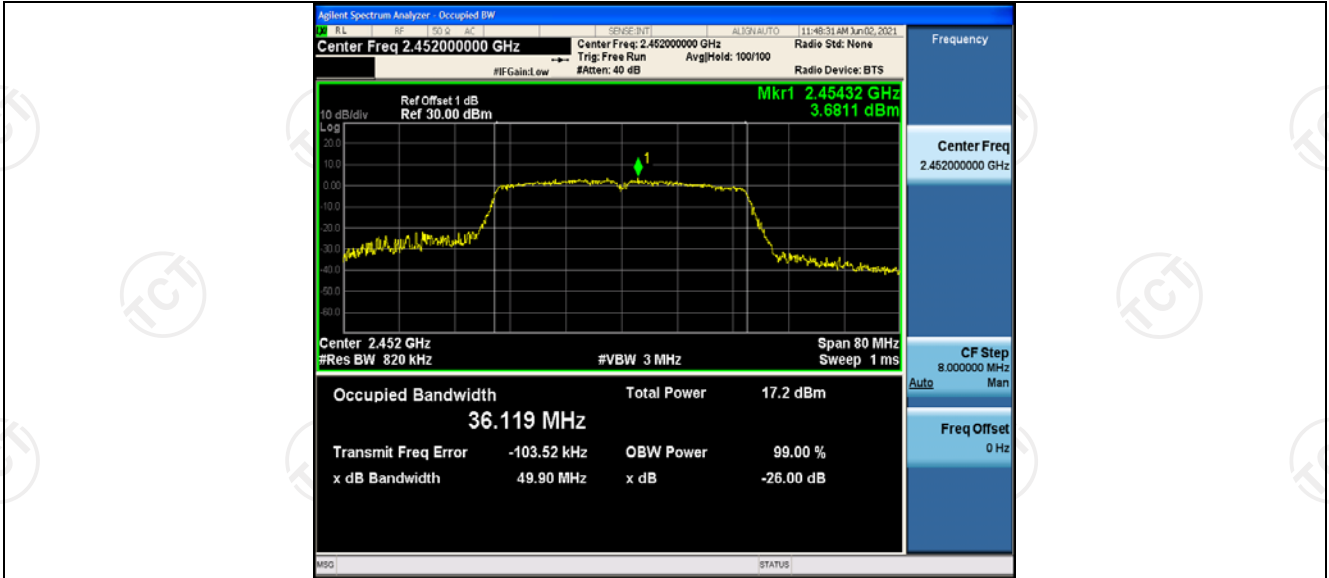 Agilent Spectrum Analyzer - Occupied BW
RL RF 50 Ω AC SENSE:INT ALIGN AUTO 11:48:31 AM Jun 02, 2021
Center Freq 2.452000000 GHz
Center Freq: 2.452000000 GHz Radio Std: None
Trig: Free Run Avg|Hold: 100/100
#IFGain:Low #Atten: 40 dB Radio Device: BTS
Frequency
Mkr1 2.45432 GHz
3.6811 dBm
Ref Offset 1 dB
10 dB/div Ref 30.00 dBm
Log
20.0
10.0
0.00
-10.0
-20.0
-30.0
-40.0
-50.0
-60.0
1
Center 2.452 GHz Span 80 MHz
#Res BW 820 kHz #VBW 3 MHz Sweep 1 ms
Center Freq
2.452000000 GHz
CF Step
8.000000 MHz
Auto Man
Freq Offset
0 Hz
Occupied Bandwidth Total Power 17.2 dBm
36.119 MHz
Transmit Freq Error -103.52 kHz OBW Power 99.00 %
x dB Bandwidth 49.90 MHz x dB -26.00 dB
MSG STATUS
TCT
TCT